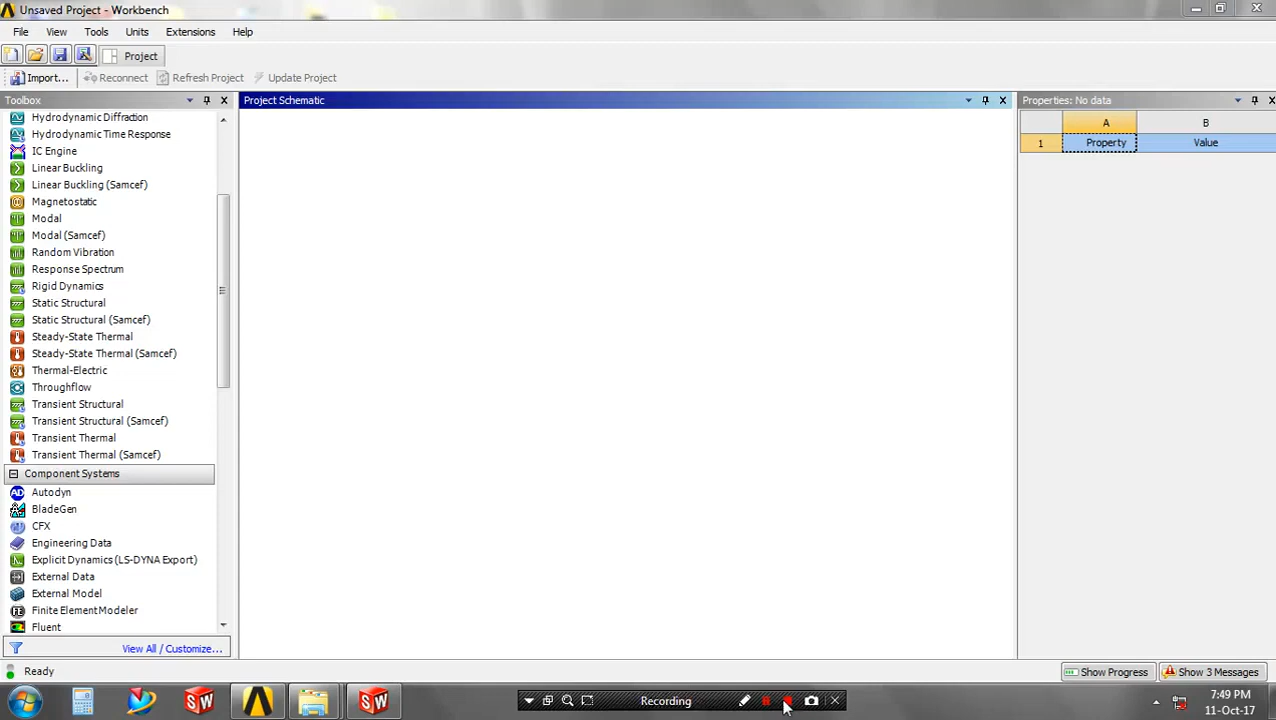 Unsaved Project - Workbench
File View Tools Units Extensions Help
Project
Import... Reconnect Refresh Project Update Project
Toolbox
Project Schematic
Properties: No data
Hydrodynamic Diffraction
Hydrodynamic Time Response
IC Engine
Linear Buckling
Linear Buckling (Samcef)
Magnetostatic
Modal
Modal (Samcef)
Random Vibration
Response Spectrum
Rigid Dynamics
Static Structural
Static Structural (Samcef)
Steady-State Thermal
Steady-State Thermal (Samcef)
Thermal-Electric
Throughflow
Transient Structural
Transient Structural (Samcef)
Transient Thermal
Transient Thermal (Samcef)
Component Systems
AD Autodyn
BladeGen
CFX
Engineering Data
Explicit Dynamics (LS-DYNA Export)
External Data
External Model
FE Finite Element Modeler
Fluent
View All / Customize...
A B
1 Property Value
Ready
Show Progress Show 3 Messages
SW SW
Recording
7:49 PM
11-Oct-17